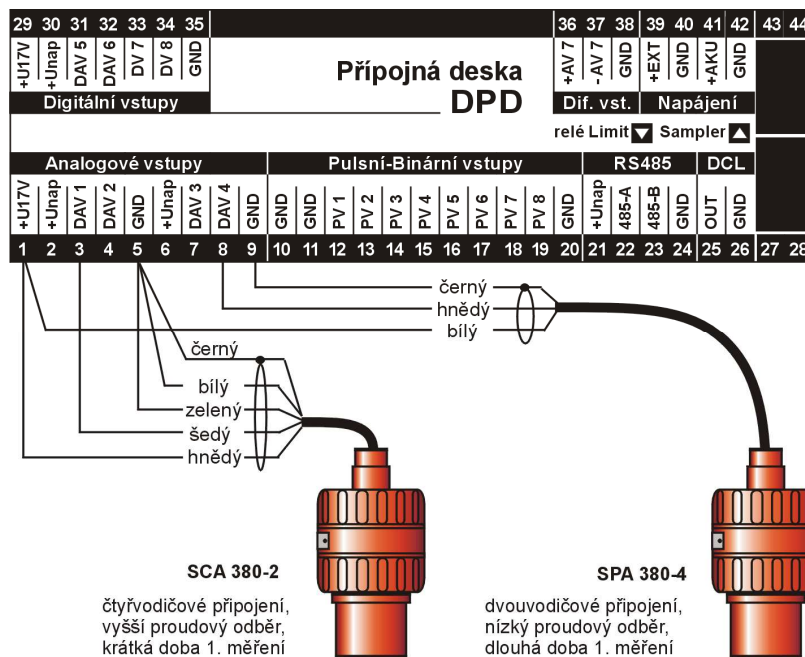 29 30 31 32 33 34 35 36 37 38 39 40 41 42 43 44
+U17V +Unap DAV 5 DAV 6 DV 7 DV 8 GND +AV 7 -AV 7 GND +EXT GND +AKU GND
Přípojná deska
DPD
Digitální vstupy Dif. vst. Napájení
relé Limit Sampler
Analogové vstupy Pulsní-Binární vstupy RS485 DCL
+U17V +Unap DAV 1 DAV 2 GND +Unap DAV 3 DAV 4 GND GND GND PV 1 PV 2 PV 3 PV 4 PV 5 PV 6 PV 7 PV 8 GND +Unap 485-A 485-B GND OUT GND
1 2 3 4 5 6 7 8 9 10 11 12 13 14 15 16 17 18 19 20 21 22 23 24 25 26 27 28
černý
hnědý
bílý
černý
bílý
zelený
šedý
hnědý
SCA 380-2
čtyřvodičové připojení,
vyšší proudový odběr,
krátká doba 1. měření
SPA 380-4
dvouvodičové připojení,
nízký proudový odběr,
dlouhá doba 1. měření